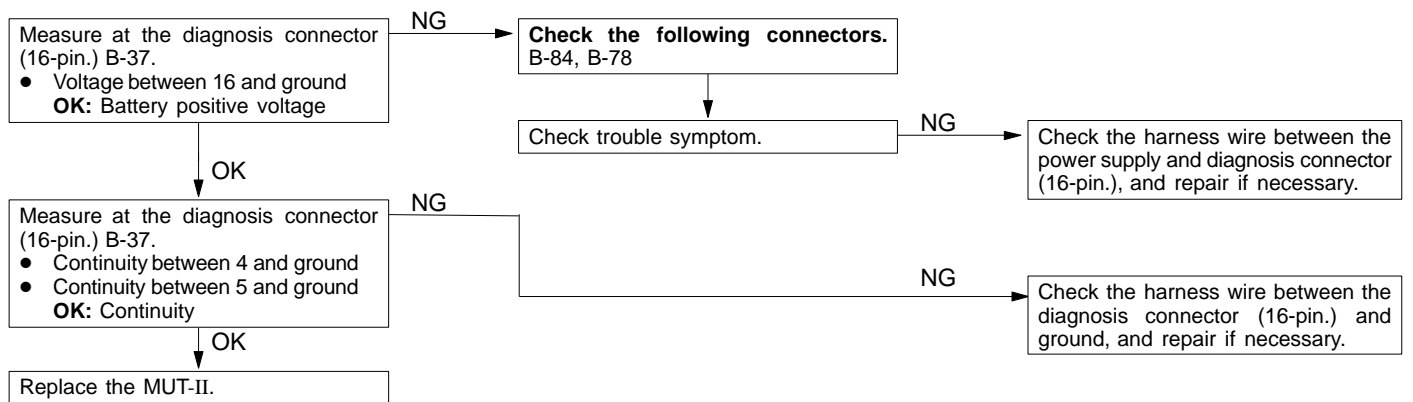 Measure at the diagnosis connector
(16-pin.) B-37.
● Voltage between 16 and ground
OK: Battery positive voltage
NG
Check the following connectors.
B-84, B-78
Check trouble symptom.
NG
Check the harness wire between the
power supply and diagnosis connector
(16-pin.), and repair if necessary.
OK
Measure at the diagnosis connector
(16-pin.) B-37.
● Continuity between 4 and ground
● Continuity between 5 and ground
OK: Continuity
NG
NG
Check the harness wire between the
diagnosis connector (16-pin.) and
ground, and repair if necessary.
OK
Replace the MUT-II.